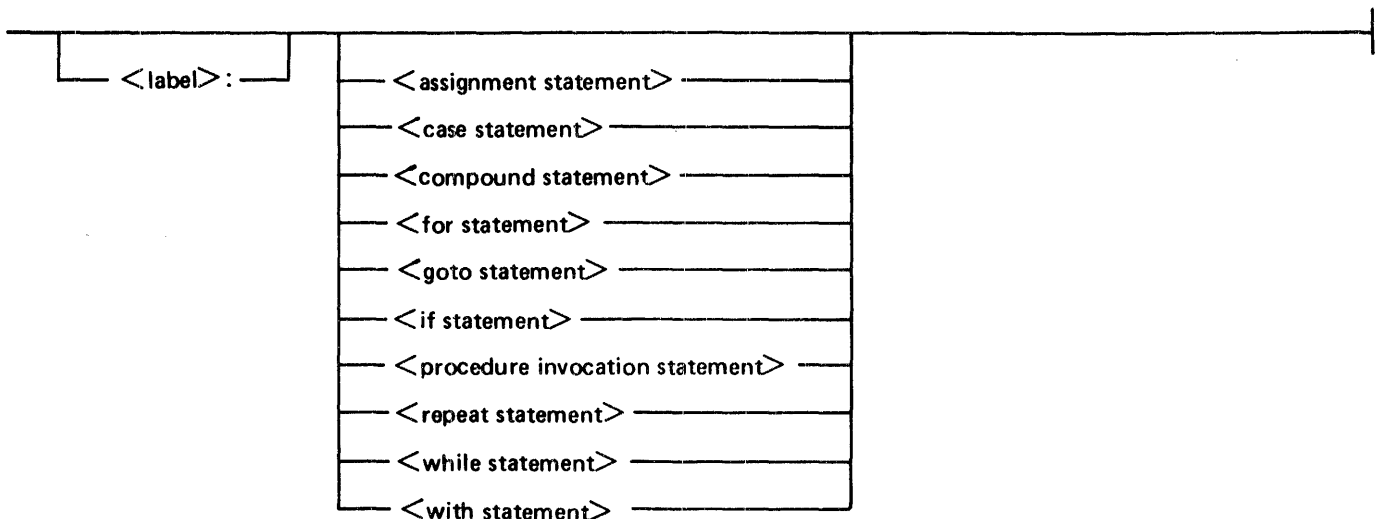 <label>:
<assignment statement>
<case statement>
<compound statement>
<for statement>
<goto statement>
<if statement>
<procedure invocation statement>
<repeat statement>
<while statement>
<with statement>